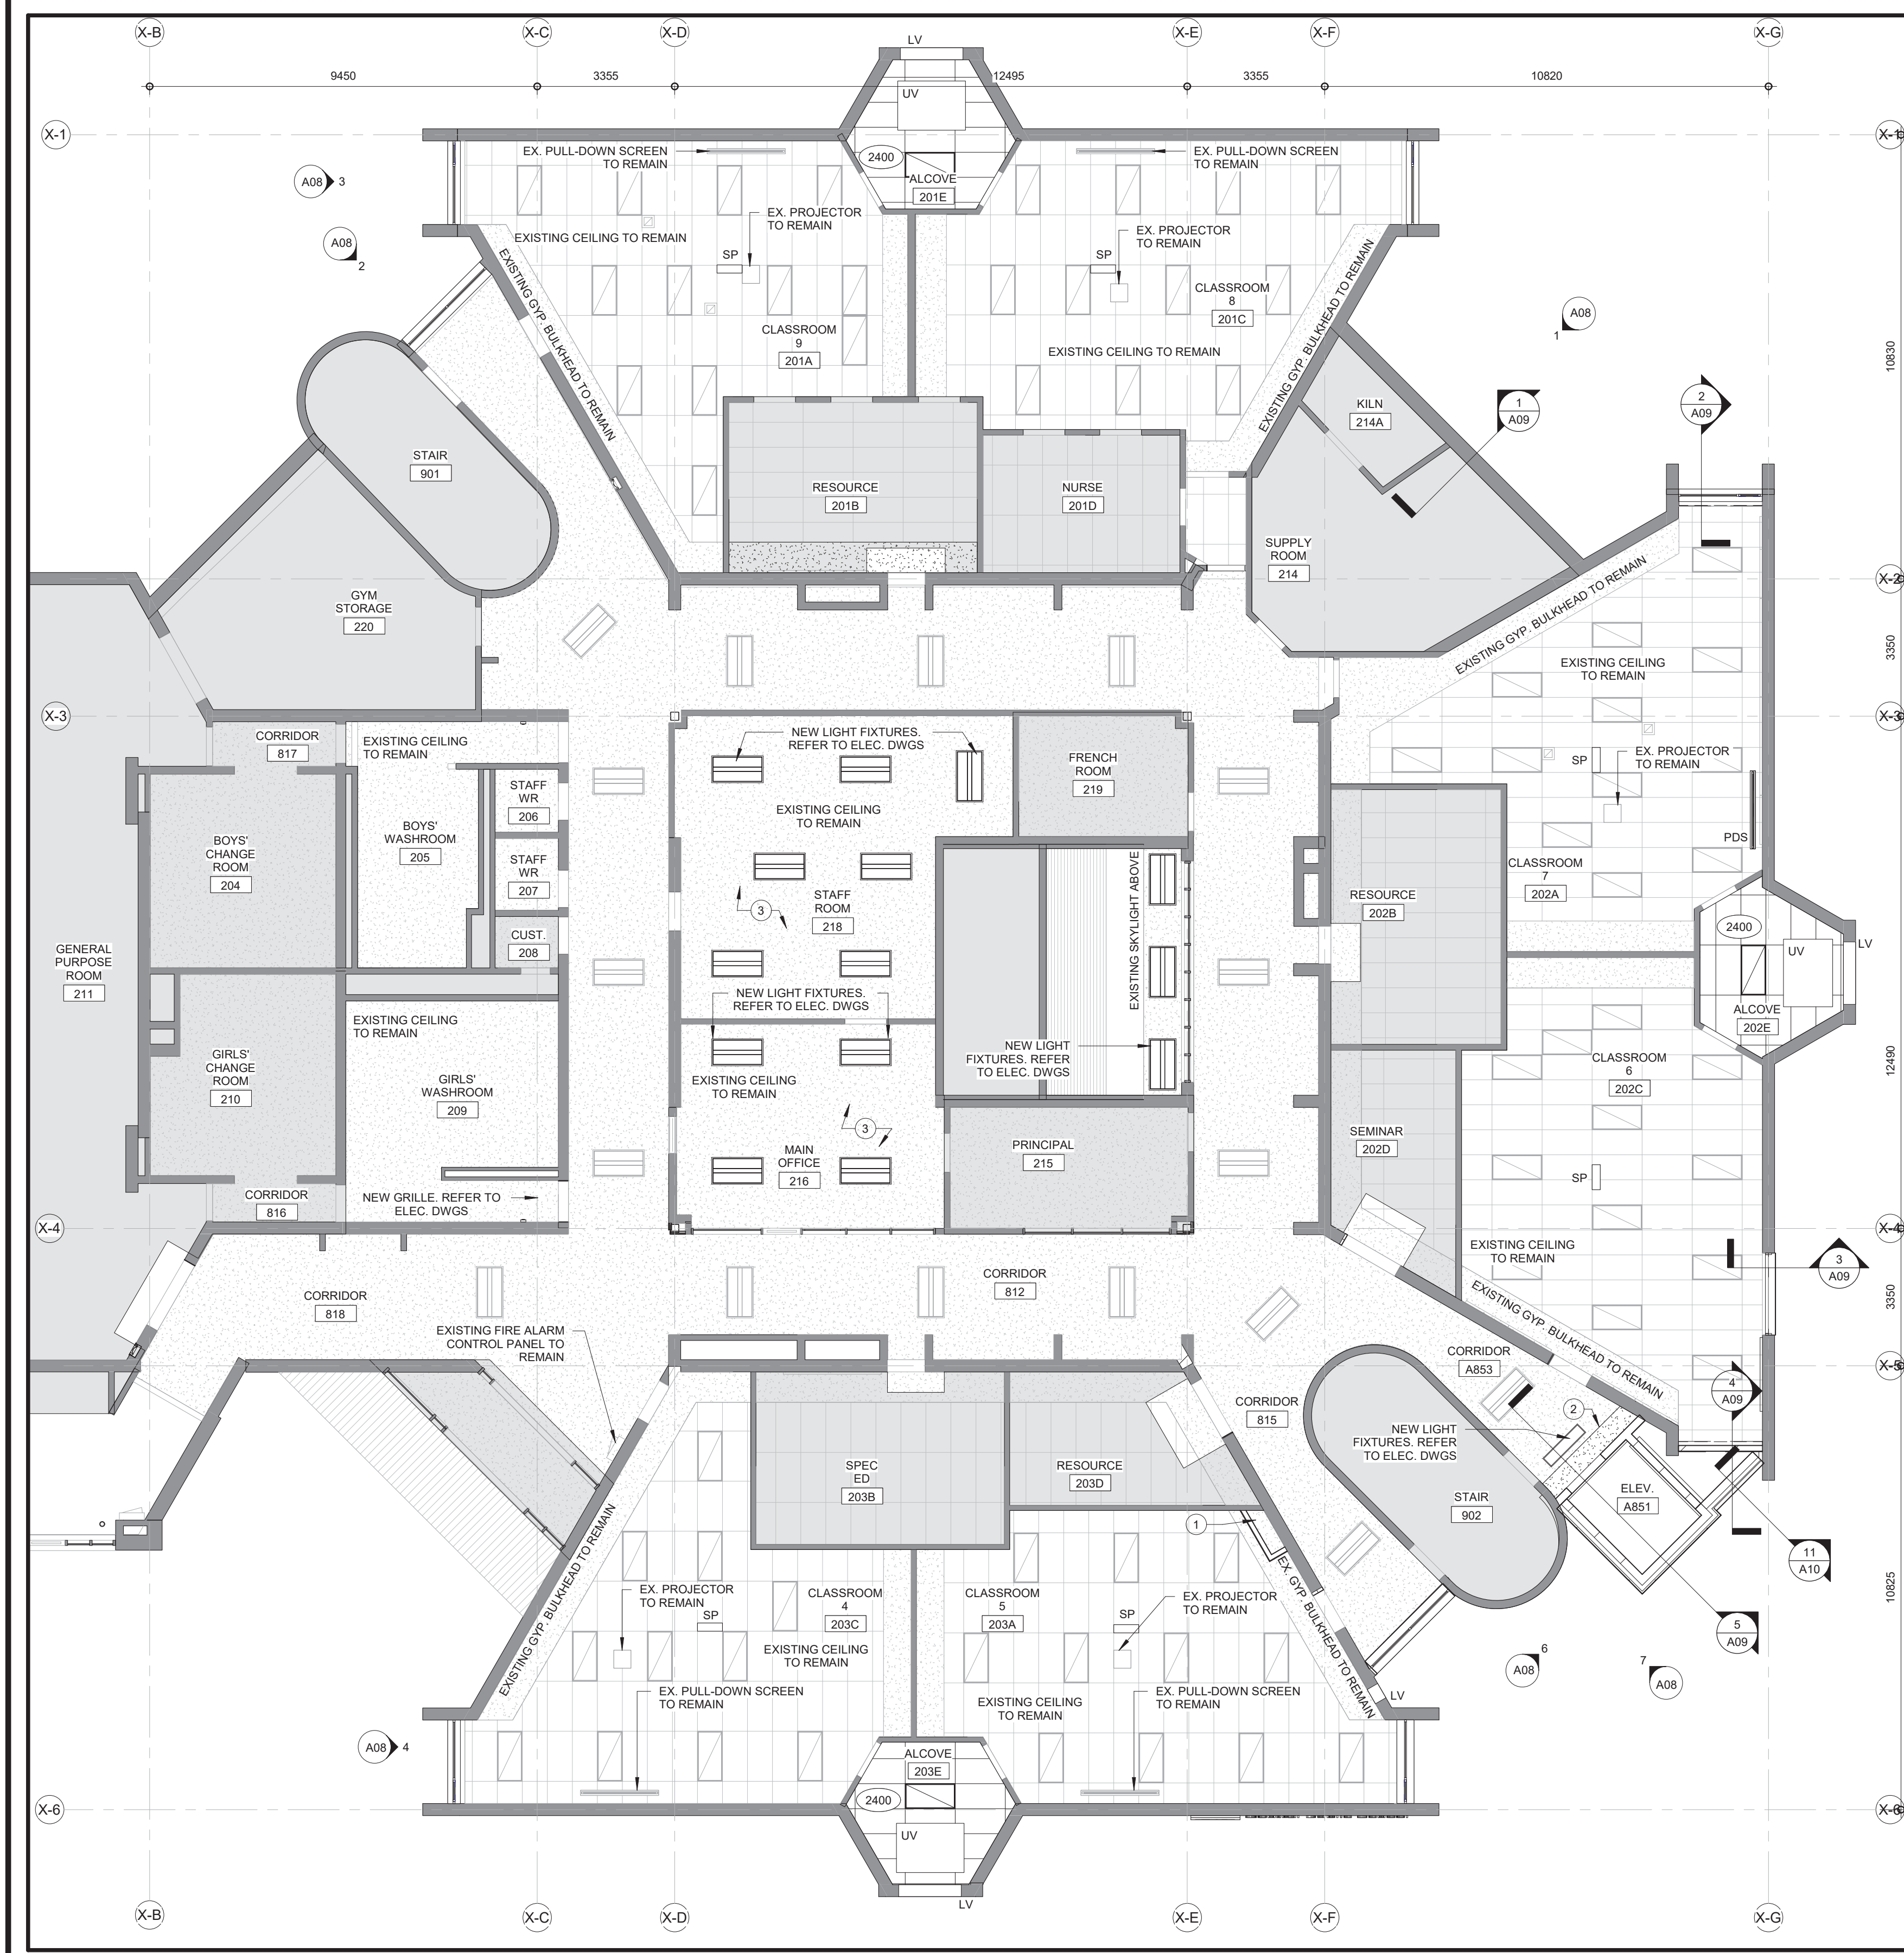 X-B
X-C
X-D
X-E
X-F
X-G
LV
9450
3355
12495
3355
10820
UV
X-1
X-1
EX. PULL-DOWN SCREEN
TO REMAIN
2400
EX. PULL-DOWN SCREEN
TO REMAIN
A08
3
ALCOVE
201E
EX. PROJECTOR
TO REMAIN
EX. PROJECTOR
TO REMAIN
A08
2
EXISTING CEILING TO REMAIN
SP
SP
EXISTING GYP. BULKHEAD TO REMAIN
EXISTING GYP. BULKHEAD TO REMAIN
CLASSROOM
8
201C
A08
1
CLASSROOM
9
201A
EXISTING CEILING TO REMAIN
10830
KILN
214A
1
A09
2
A09
STAIR
901
RESOURCE
201B
NURSE
201D
SUPPLY
ROOM
214
X-2
GYM
STORAGE
220
EXISTING GYP. BULKHEAD TO REMAIN
3350
EXISTING CEILING
TO REMAIN
X-3
X-3
CORRIDOR
817
EXISTING CEILING
TO REMAIN
NEW LIGHT FIXTURES.
REFER TO ELEC. DWGS
FRENCH
ROOM
219
SP
EX. PROJECTOR
TO REMAIN
STAFF
WR
206
EXISTING CEILING
TO REMAIN
BOYS'
WASHROOM
205
BOYS'
CHANGE
ROOM
204
PDS
STAFF
WR
207
CLASSROOM
7
202A
EXISTING SKYLIGHT ABOVE
3
STAFF
ROOM
218
RESOURCE
202B
2400
CUST.
208
GENERAL
PURPOSE
ROOM
211
UV
LV
NEW LIGHT FIXTURES.
REFER TO ELEC. DWGS
ALCOVE
202E
EXISTING CEILING
TO REMAIN
GIRLS'
CHANGE
ROOM
210
NEW LIGHT
FIXTURES. REFER
TO ELEC. DWGS
CLASSROOM
6
202C
12490
GIRLS'
WASHROOM
209
EXISTING CEILING
TO REMAIN
3
MAIN
OFFICE
216
PRINCIPAL
215
SEMINAR
202D
SP
CORRIDOR
816
NEW GRILLE. REFER TO
ELEC. DWGS
X-4
X-4
EXISTING CEILING
TO REMAIN
3
A09
CORRIDOR
818
CORRIDOR
812
3350
EXISTING GYP. BULKHEAD TO REMAIN
EXISTING FIRE ALARM
CONTROL PANEL TO
REMAIN
CORRIDOR
A853
X-5
4
A09
CORRIDOR
815
2
NEW LIGHT
FIXTURES. REFER
TO ELEC. DWGS
SPEC
ED
203B
RESOURCE
203D
STAIR
902
ELEV.
A851
1
EXISTING GYP. BULKHEAD TO REMAIN
EX. GYP. BULKHEAD TO REMAIN
11
A10
EX. PROJECTOR
TO REMAIN
CLASSROOM
4
203C
CLASSROOM
5
203A
EX. PROJECTOR
TO REMAIN
10825
SP
SP
5
A09
EXISTING CEILING
TO REMAIN
6
A08
7
A08
EX. PULL-DOWN SCREEN
TO REMAIN
EXISTING CEILING
TO REMAIN
EX. PULL-DOWN SCREEN
TO REMAIN
LV
A08
4
ALCOVE
203E
2400
X-6
X-6
UV
LV
X-B
X-C
X-D
X-E
X-F
X-G